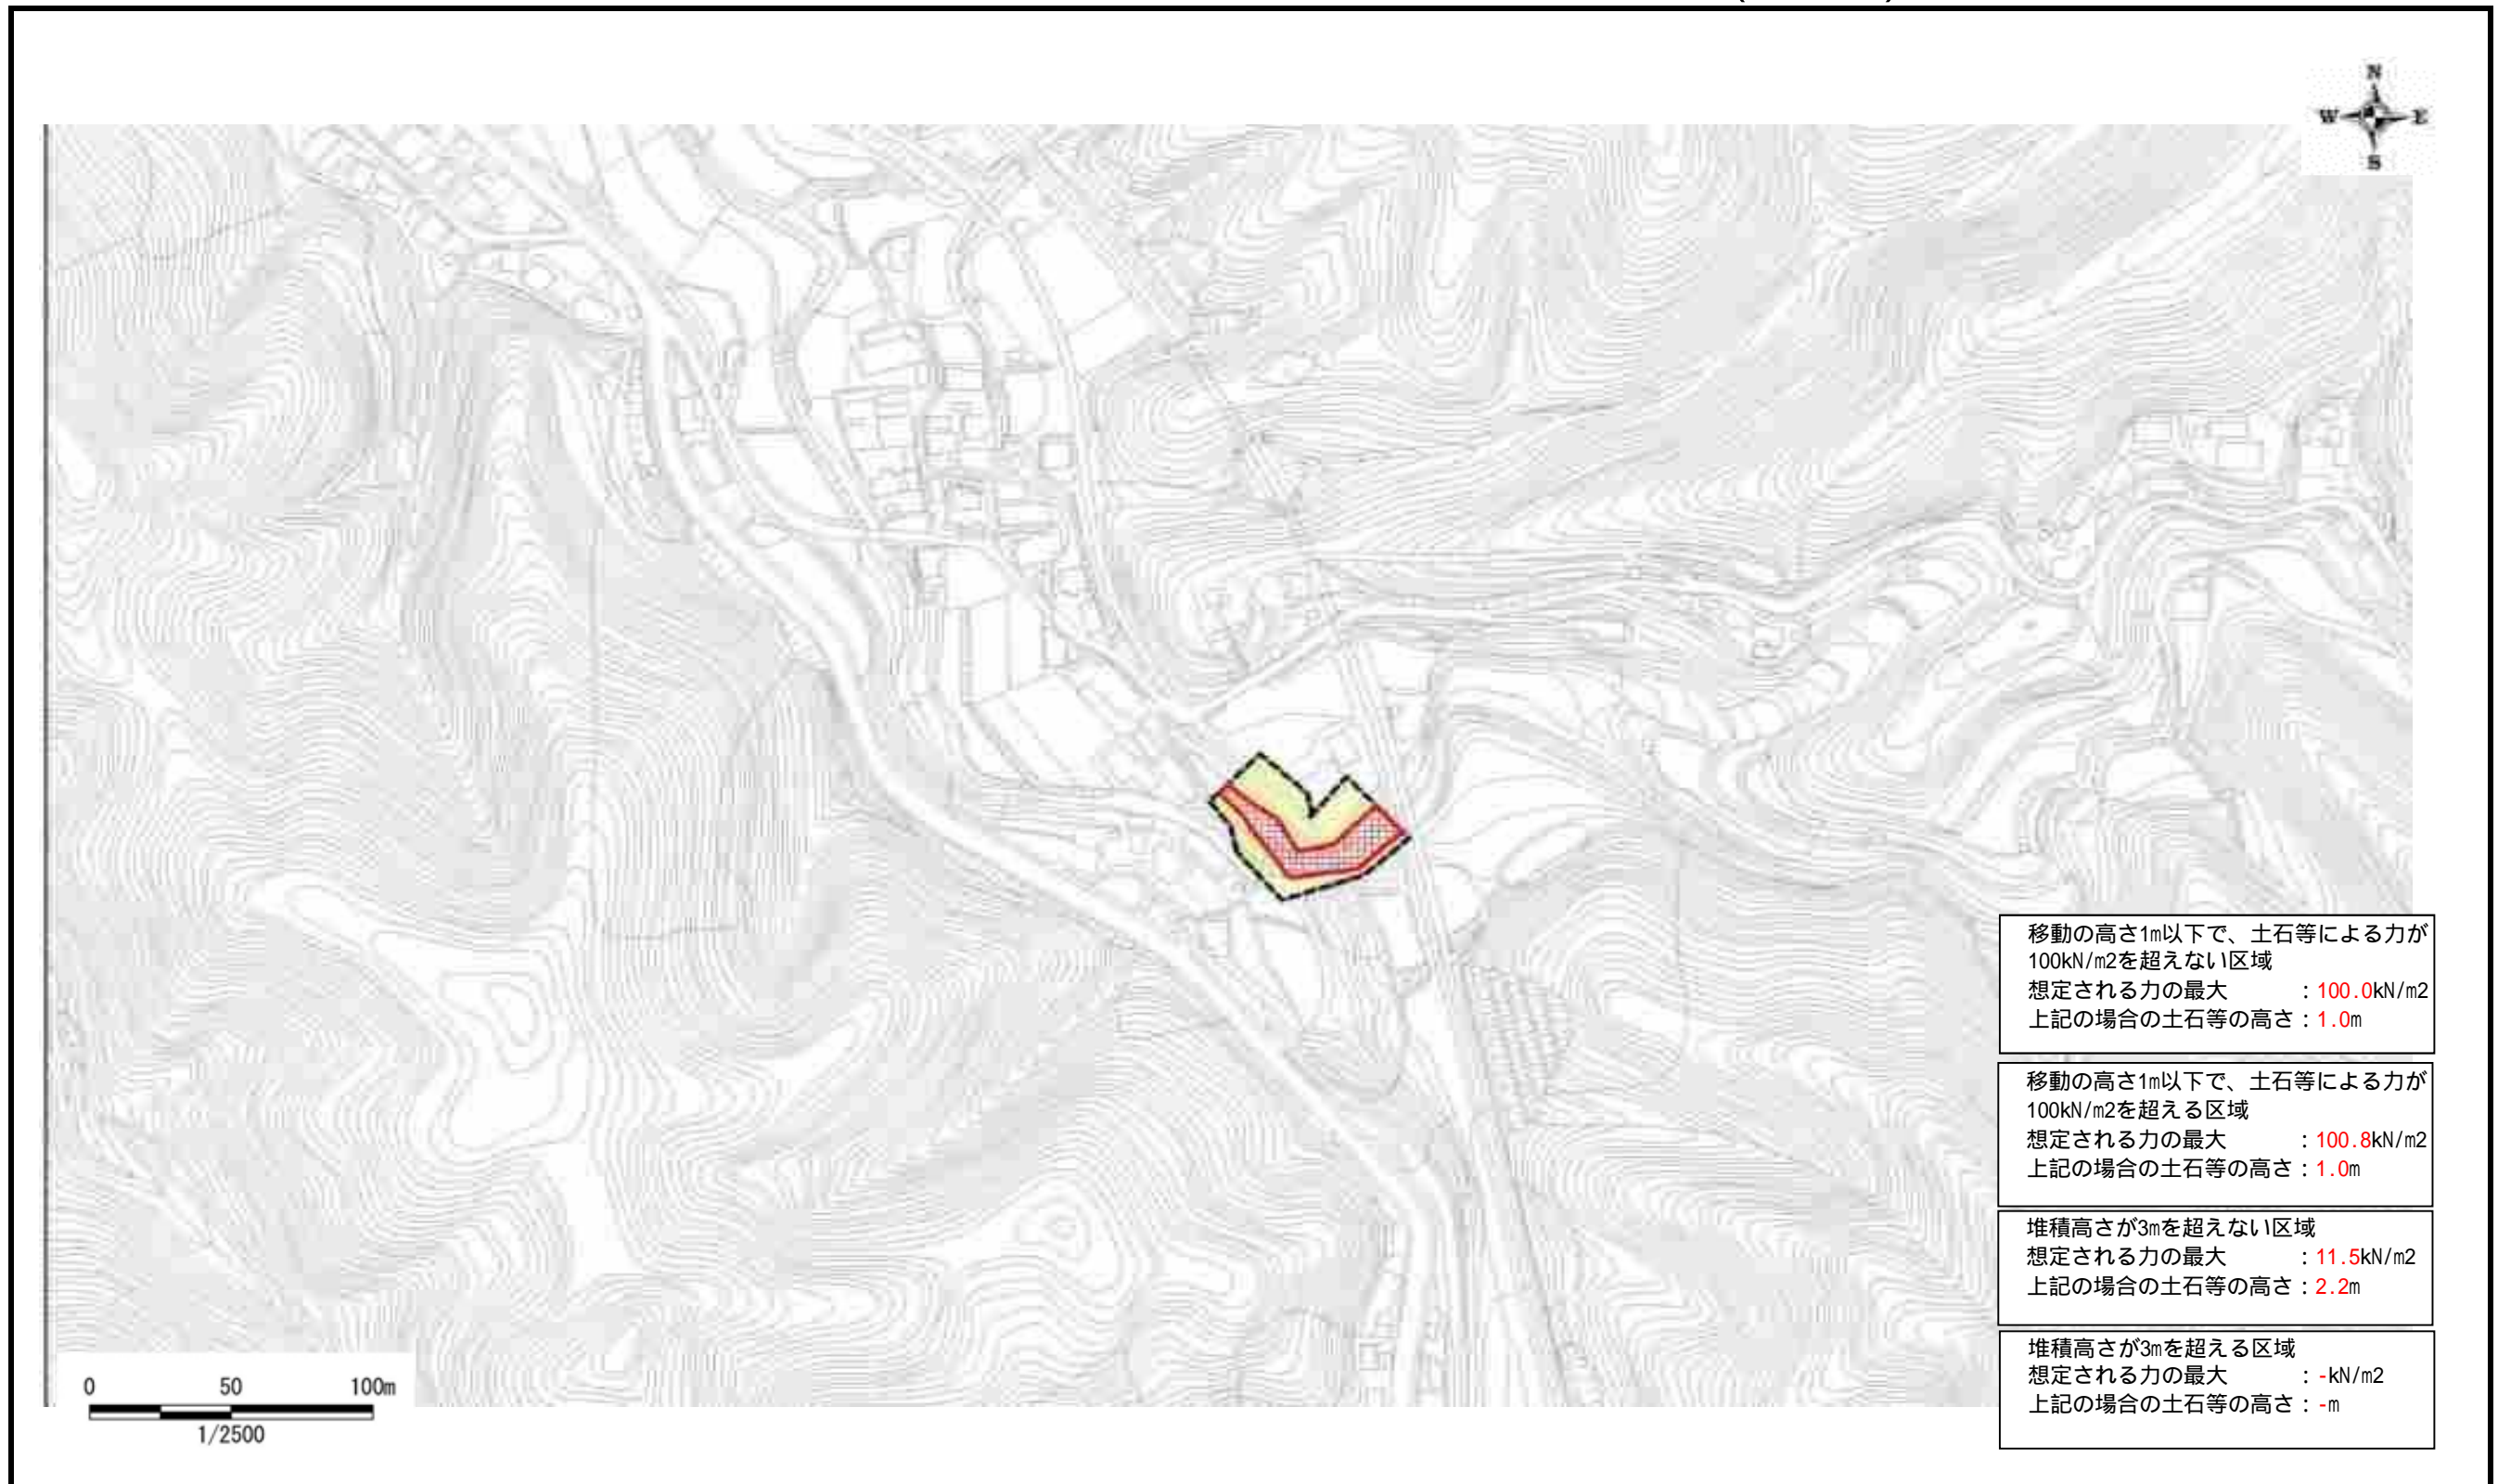 N
W E
S
移動の高さ1m以下で、土石等による力が
100kN/m2を超えない区域
想定される力の最大 :100.0kN/m2
上記の場合の土石等の高さ:1.0m
移動の高さ1m以下で、土石等による力が
100kN/m2を超える区域
想定される力の最大 :100.8kN/m2
上記の場合の土石等の高さ:1.0m
堆積高さが3mを超えない区域
想定される力の最大 :11.5kN/m2
上記の場合の土石等の高さ:2.2m
堆積高さが3mを超える区域
想定される力の最大 :-kN/m2
上記の場合の土石等の高さ:-m
0 50 100m
1/2500